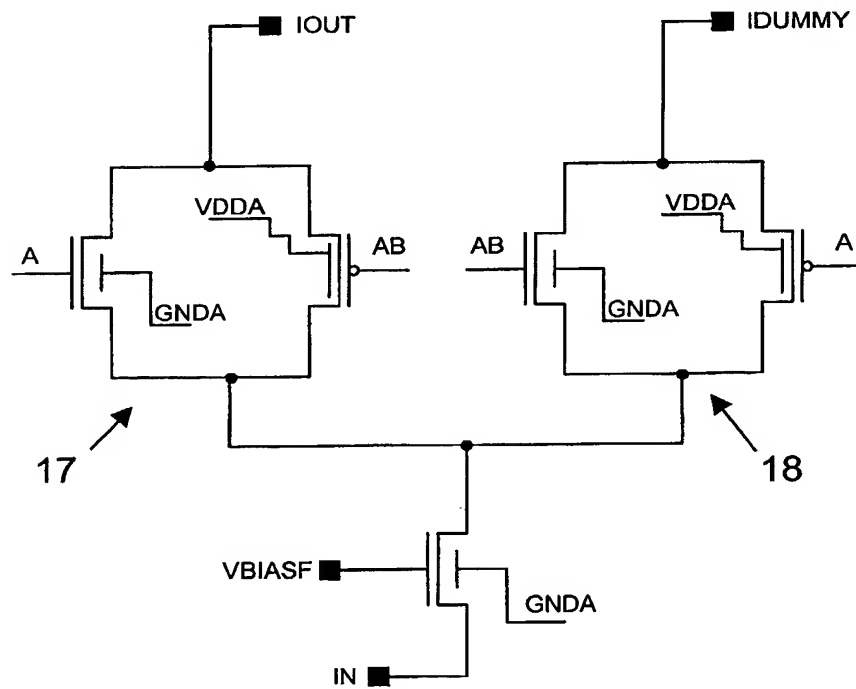 IOUT
IDUMMY
VDDA
VDDA
A
AB
AB
A
GNDA
GNDA
17
18
VBIASF
GNDA
IN